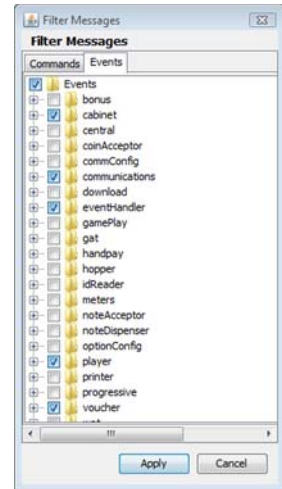 Filter Messages
Filter Messages
Commands Events
Events
bonus
cabinet
central
coinAcceptor
commConfig
communications
download
eventHandler
gamePlay
gat
handpay
hopper
idReader
meters
noteAcceptor
noteDispenser
optionConfig
player
printer
progressive
voucher
Apply Cancel